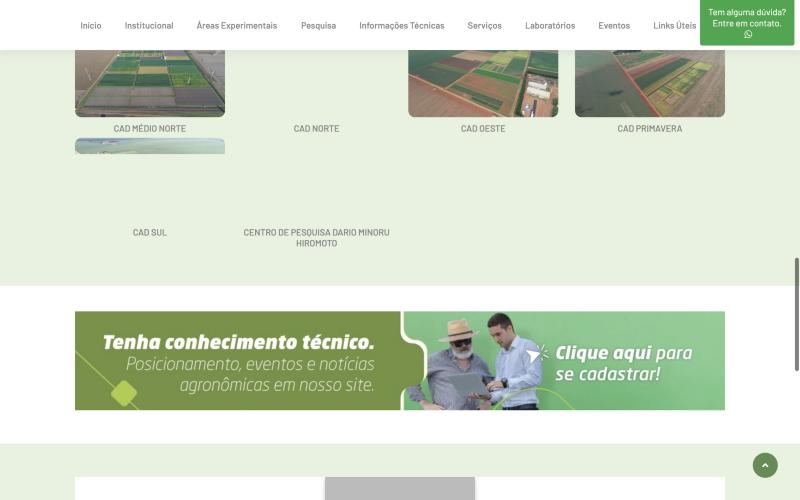 Início Institucional Áreas Experimentais Pesquisa Informações Técnicas Serviços Laboratórios Eventos Links Úteis
Tem alguma dúvida?
Entre em contato.
CAD MÉDIO NORTE CAD NORTE CAD OESTE CAD PRIMAVERA
CAD SUL CENTRO DE PESQUISA DARIO MINORU
HIROMOTO
Tenha conhecimento técnico.
Posicionamento, eventos e notícias
agronômicas em nosso site.
Clique aqui para
se cadastrar!